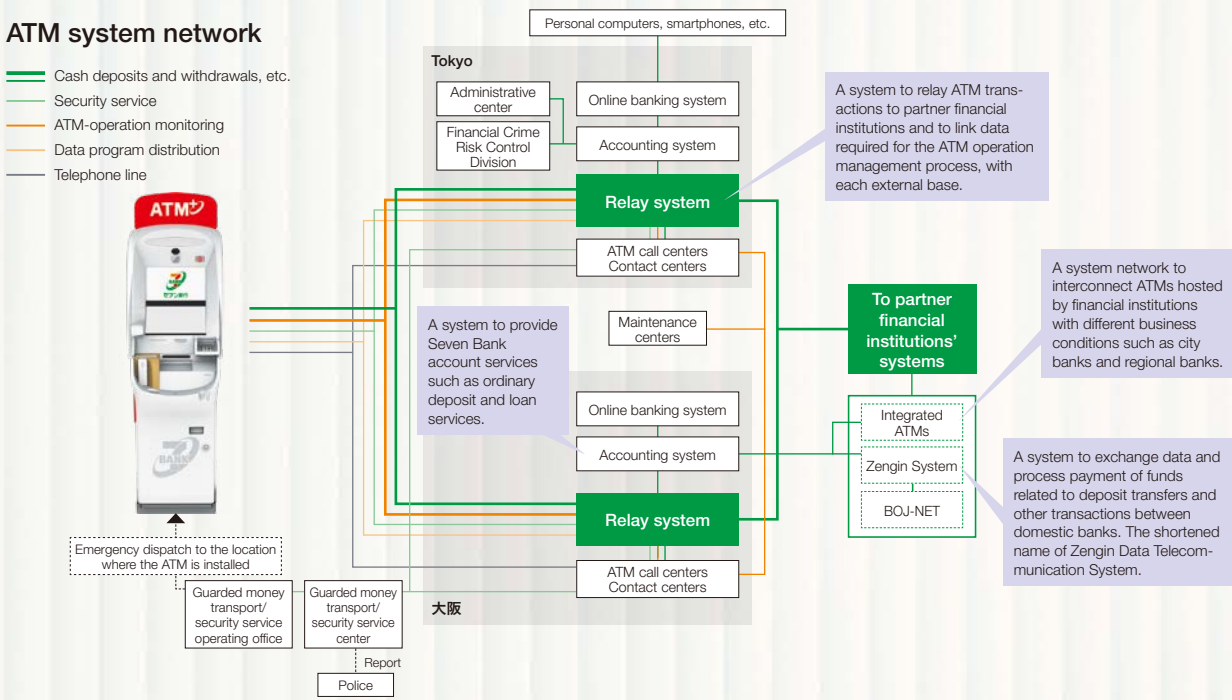 ATM system network
Cash deposits and withdrawals, etc.
Security service
ATM-operation monitoring
Data program distribution
Telephone line
ATM
セブン銀行
BANK
Emergency dispatch to the location
where the ATM is installed
Guarded money
transport/
security service
operating office
Guarded money
transport/
security service
center
Report
Police
Personal computers, smartphones, etc.
Tokyo
Administrative
center
Financial Crime
Risk Control
Division
Online banking system
Accounting system
Relay system
ATM call centers
Contact centers
A system to relay ATM trans-
actions to partner financial
institutions and to link data
required for the ATM operation
management process, with
each external base.
Maintenance
centers
A system to provide
Seven Bank
account services
such as ordinary
deposit and loan
services.
Online banking system
Accounting system
Relay system
ATM call centers
Contact centers
大阪
To partner
financial
institutions’
systems
Integrated
ATMs
Zengin System
BOJ-NET
A system network to
interconnect ATMs hosted
by financial institutions
with different business
conditions such as city
banks and regional banks.
A system to exchange data and
process payment of funds
related to deposit transfers and
other transactions between
domestic banks. The shortened
name of Zengin Data Telecom-
munication System.